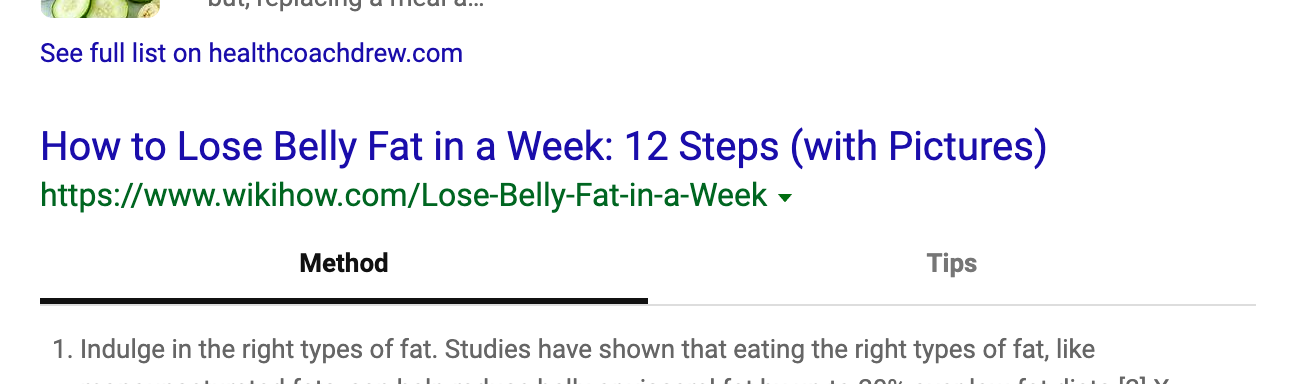 but, replacing a meal a...
See full list on healthcoachdrew.com
How to Lose Belly Fat in a Week: 12 Steps (with Pictures)
https://www.wikihow.com/Lose-Belly-Fat-in-a-Week
Method
Tips
1. Indulge in the right types of fat. Studies have shown that eating the right types of fat, like